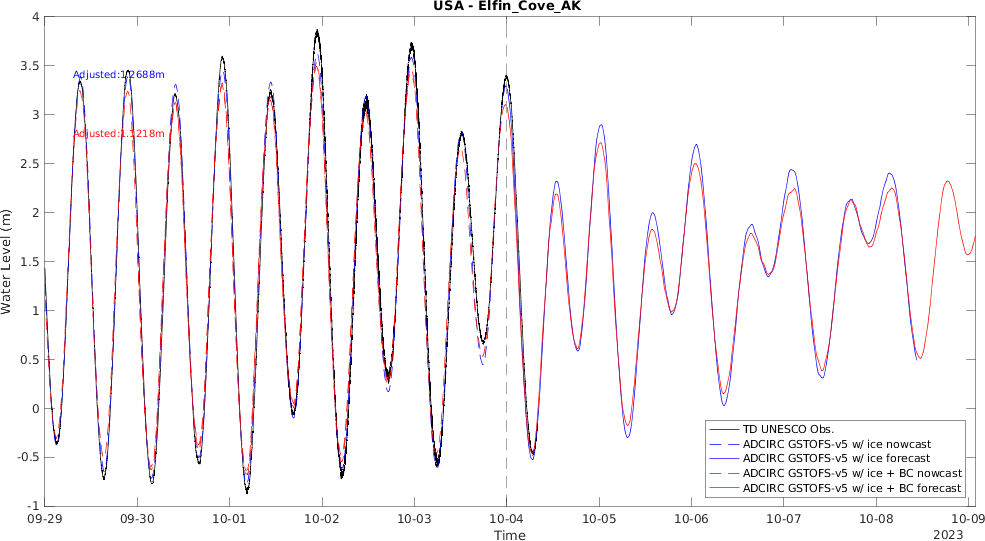 USA - Elfin_Cove_AK
4
3.5
3
2.5
2
1.5
1
0.5
0
-0.5
-1
Water Level (m)
Adjusted:1.2688m
Adjusted:1.1218m
TD UNESCO Obs.
ADCIRC GSTOFS-v5 w/ ice nowcast
ADCIRC GSTOFS-v5 w/ ice forecast
ADCIRC GSTOFS-v5 w/ ice + BC nowcast
ADCIRC GSTOFS-v5 w/ ice + BC forecast
09-29 09-30 10-01 10-02 10-03 10-04 10-05 10-06 10-07 10-08 10-09
Time
2023